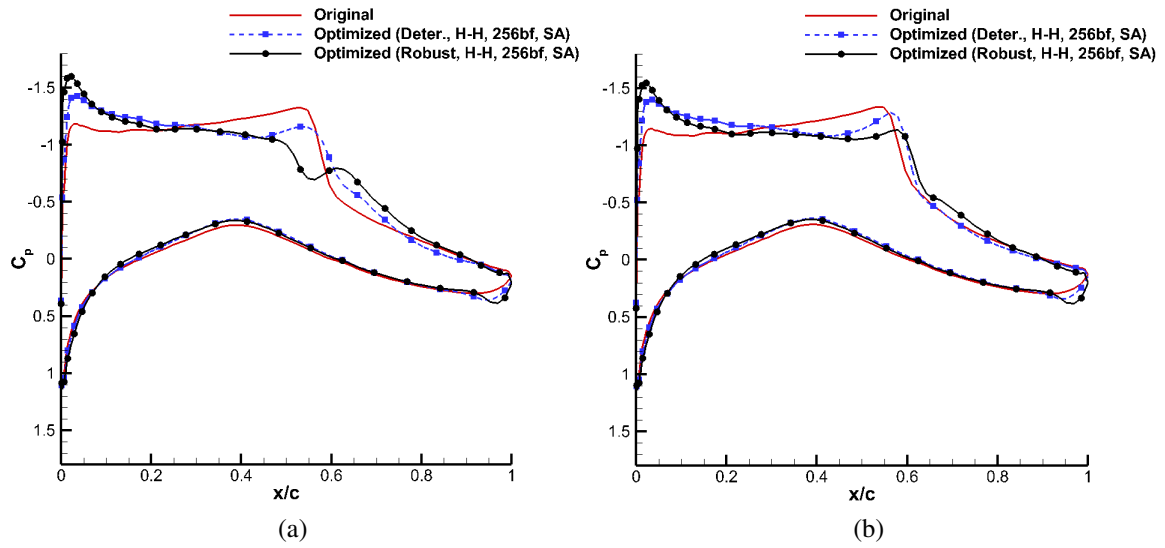 Original
Optimized (Deter., H-H, 256bf, SA)
Optimized (Robust, H-H, 256bf, SA)
-1.5
-1
-0.5
0
0.5
1
1.5
Cp
0
0.2
0.4
0.6
0.8
1
x/c
(a)
Original
Optimized (Deter., H-H, 256bf, SA)
Optimized (Robust, H-H, 256bf, SA)
-1.5
-1
-0.5
0
0.5
1
1.5
Cp
0
0.2
0.4
0.6
0.8
1
x/c
(b)